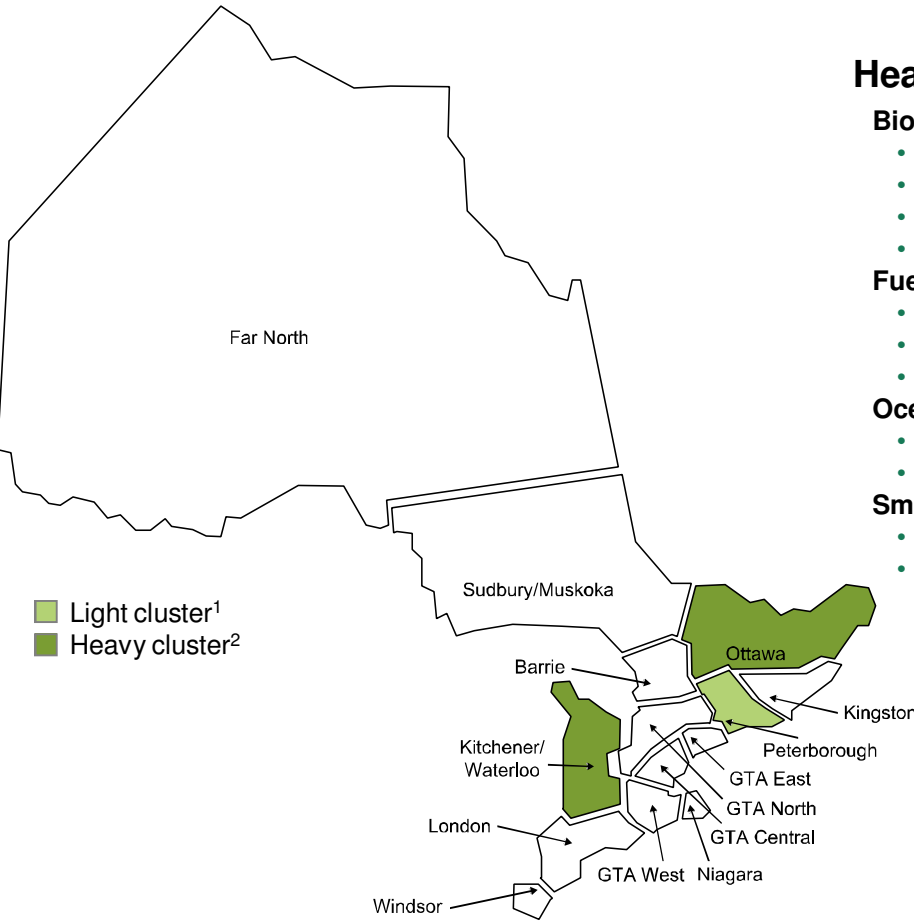 Far North
Sudbury/Muskoka
Light cluster¹
Heavy cluster²
Ottawa
Barrie
Kingston
Kitchener/
Waterloo
Peterborough
GTA East
GTA North
London
GTA Central
GTA West
Niagara
Windsor